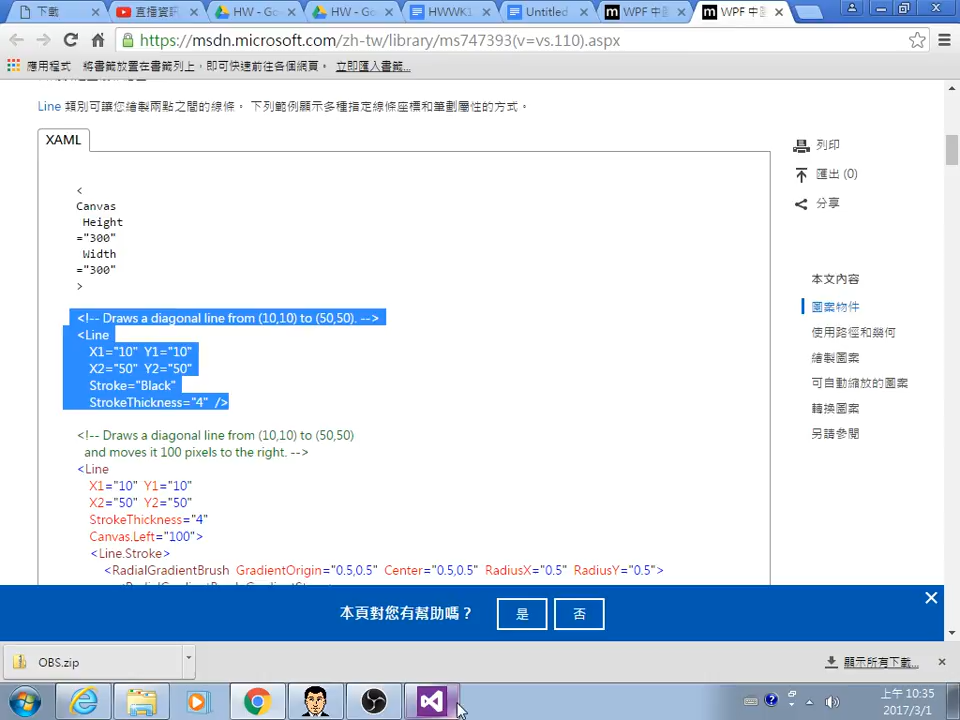 下載
直播資訊
HW - Go
HW - Go
HWWK1
Untitled
WPF 中圖
WPF 中圖
https://msdn.microsoft.com/zh-tw/library/ms747393(v=vs.110).aspx
應用程式 將書籤放置在書籤列上，即可快速前往各個網頁。 立即匯入書籤...
Line 類別可讓您繪製兩點之間的線條。 下列範例顯示多種指定線條座標和筆劃屬性的方式。
XAML
<
Canvas
Height
="300"
Width
="300"
>
<!-- Draws a diagonal line from (10,10) to (50,50). -->
<Line
X1="10" Y1="10"
X2="50" Y2="50"
Stroke="Black"
StrokeThickness="4" />
<!-- Draws a diagonal line from (10,10) to (50,50)
and moves it 100 pixels to the right. -->
<Line
X1="10" Y1="10"
X2="50" Y2="50"
StrokeThickness="4"
Canvas.Left="100">
<Line.Stroke>
<RadialGradientBrush GradientOrigin="0.5,0.5" Center="0.5,0.5" RadiusX="0.5" RadiusY="0.5">
列印
匯出 (0)
分享
本文內容
圖案物件
使用路徑和幾何
繪製圖案
可自動縮放的圖案
轉換圖案
另請參閱
本頁對您有幫助嗎？ 是 否
OBS.zip
顯示所有下載...
上午 10:35
2017/3/1